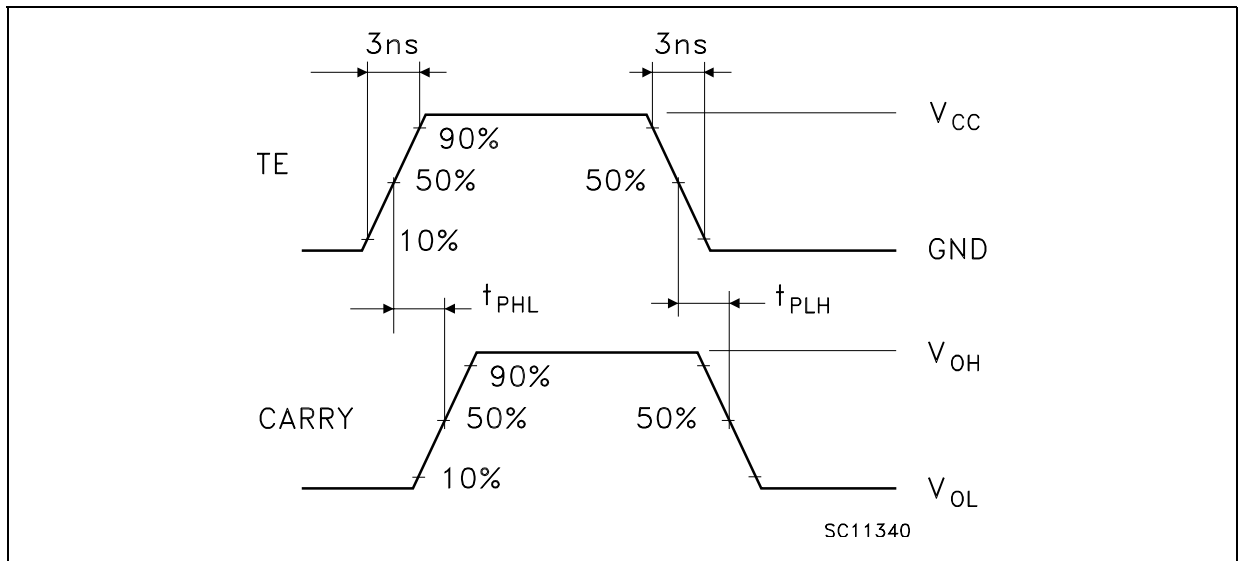 3ns 3ns
V_CC
90%
TE 50% 50%
10% GND
t_PHL t_PLH
V_OH
90%
CARRY 50% 50%
10%
V_OL
SC11340